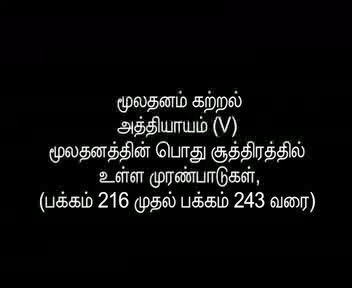 மூலதனம் கற்றல்
அத்தியாயம் (V)
மூலதனத்தின் பொது சூத்திரத்தில்
உள்ள முரண்பாடுகள்,
(பக்கம் 216 முதல் பக்கம் 243 வரை)